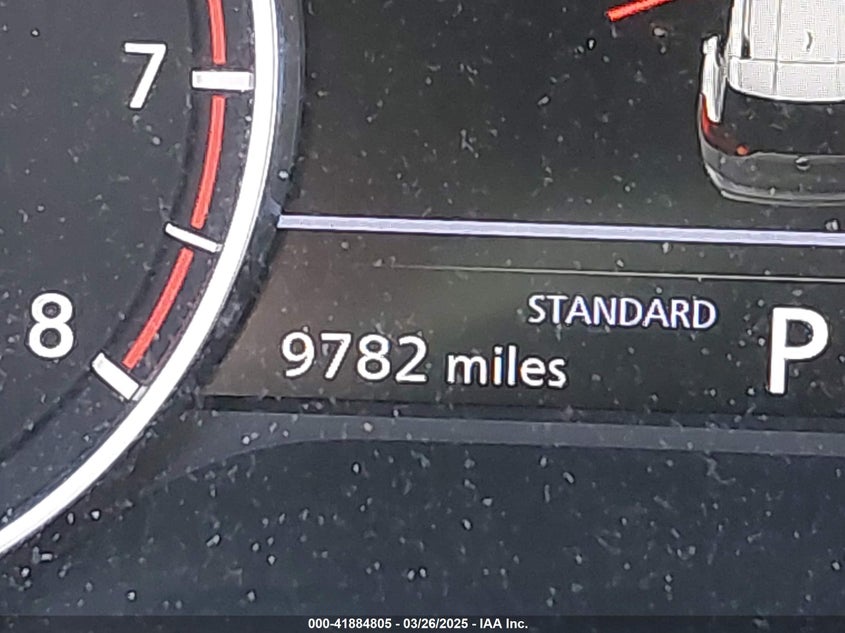 7
8
STANDARD
9782 miles
P
000-41884805 - 03/26/2025 - IAA Inc.